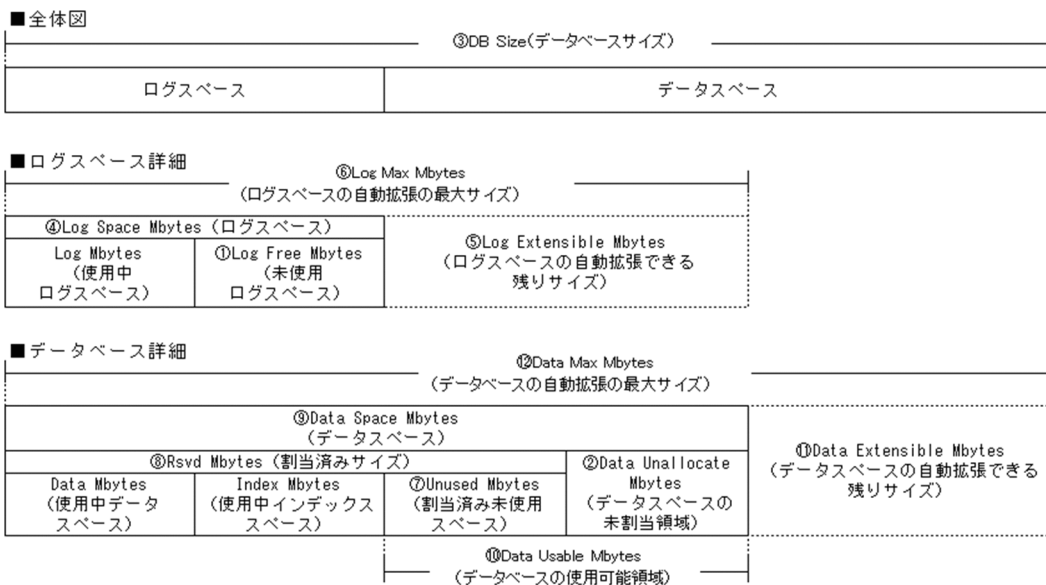 ■全体図
③DB Size(データベースサイズ)
ログスペース データスペース
■ログスペース詳細
⑥Log Max Mbytes
(ログスペースの自動拡張の最大サイズ)
④Log Space Mbytes (ログスペース)
Log Mbytes
(使用中
ログスペース)
①Log Free Mbytes
(未使用
ログスペース)
⑤Log Extensible Mbytes
(ログスペースの自動拡張できる
残りサイズ)
■データベース詳細
⑫Data Max Mbytes
(データベースの自動拡張の最大サイズ)
⑨Data Space Mbytes
(データスペース)
⑧Rsvd Mbytes (割当済みサイズ)
Data Mbytes
(使用中データ
スペース)
Index Mbytes
(使用中インデックス
スペース)
⑦Unused Mbytes
(割当済み未使用
スペース)
②Data Unallocate
Mbytes
(データスペースの
未割当領域)
⑪Data Extensible Mbytes
(データスペースの自動拡張できる
残りサイズ)
⑩Data Usable Mbytes
(データベースの使用可能領域)